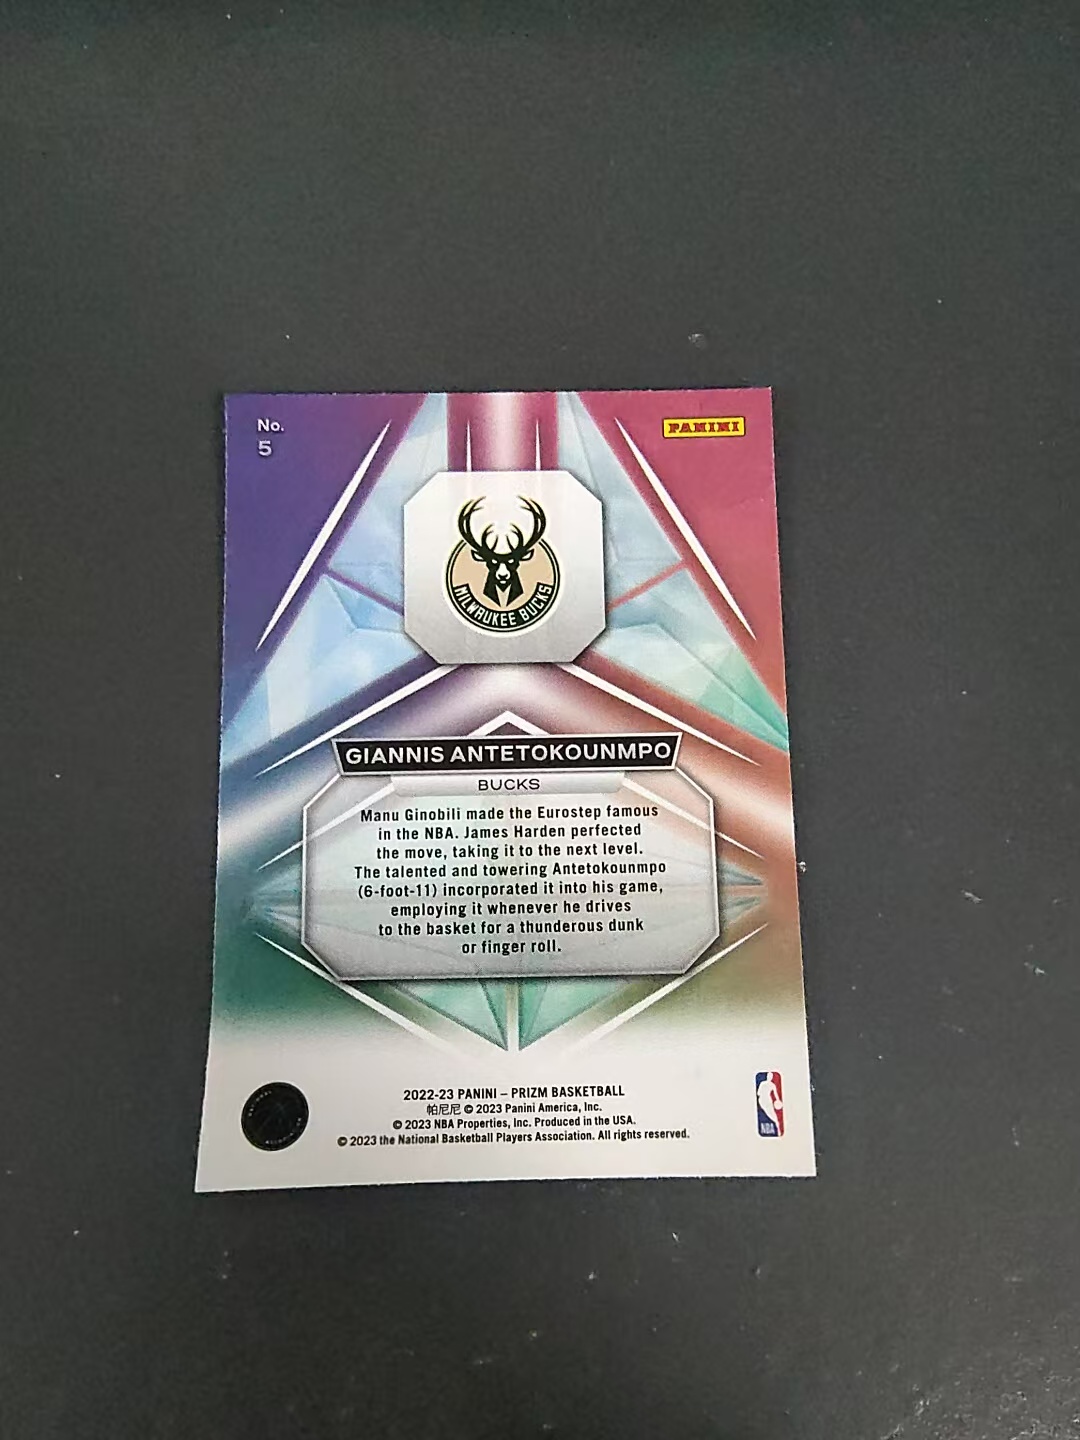 No.
5
PANINI
MILWAUKEE BUCKS
GIANNIS ANTETOKOUNMPO
BUCKS
Manu Ginobili made the Eurostep famous
in the NBA. James Harden perfected
the move, taking it to the next level.
The talented and towering Antetokounmpo
(6-foot-11) incorporated it into his game,
employing it whenever he drives
to the basket for a thunderous dunk
or finger roll.
2022-23 PANINI – PRIZM BASKETBALL
帕尼尼 © 2023 Panini America, Inc.
© 2023 NBA Properties, Inc. Produced in the USA.
© 2023 the National Basketball Players Association. All rights reserved.
NBA